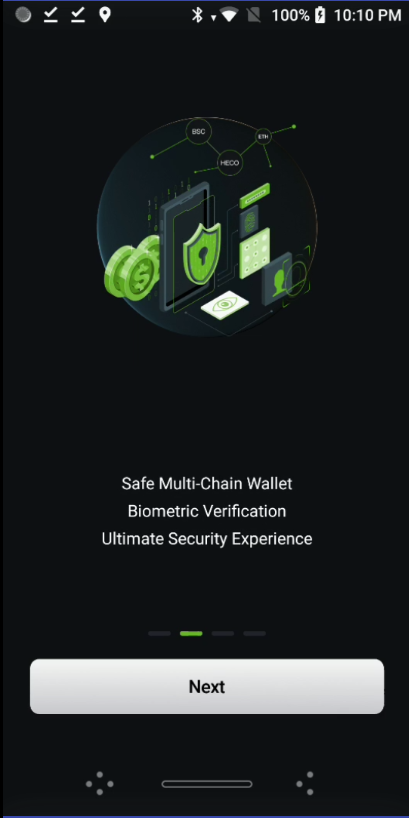 100% 10:10 PM
BSC
ETH
HECO
Safe Multi-Chain Wallet
Biometric Verification
Ultimate Security Experience
Next